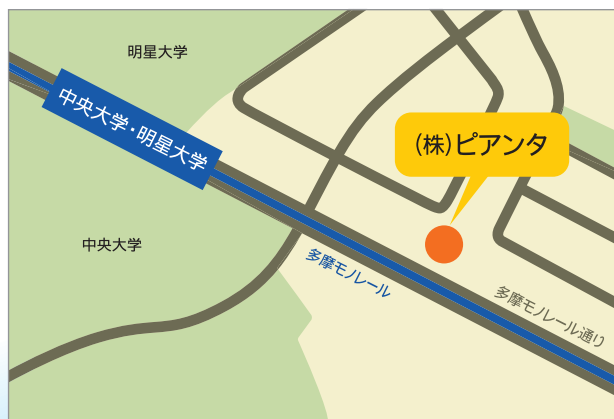 明星大学
中央大学・明星大学
(株)ピアンタ
中央大学
多摩モノレール
多摩モノレール通り